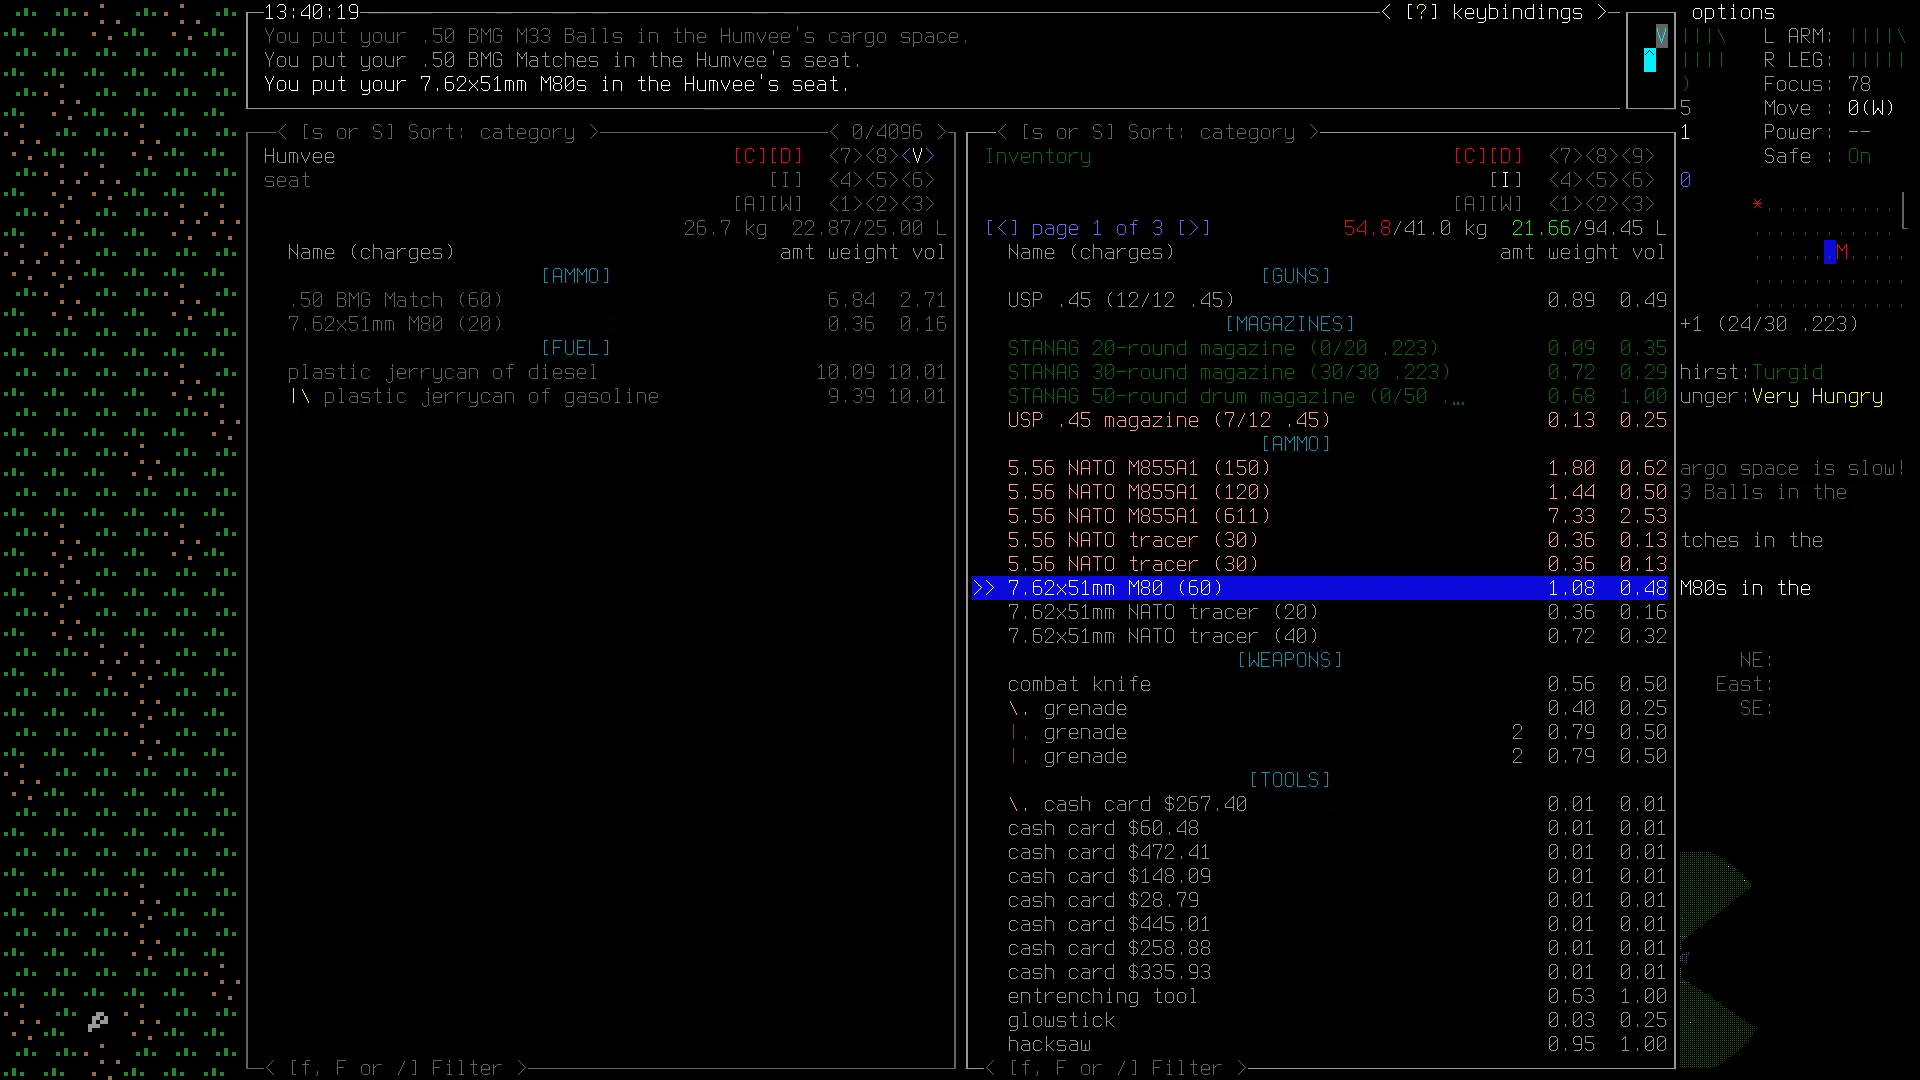 13:40:19 < [?] keybindings > options
You put your .50 BMG M33 Balls in the Humvee's cargo space.
You put your .50 BMG Matches in the Humvee's seat.
You put your 7.62x51mm M80s in the Humvee's seat.
V
^
||||\ L ARM: ||||\
|||| R LEG: |||||
) Focus: 78
5 Move : 0(W)
1 Power: --
Safe : On
0
< [s or S] Sort: category > < 0/4096 >
Humvee [C][D] <7><8><V>
seat [I] <4><5><6>
[A][W] <1><2><3>
26.7 kg 22.87/25.00 L
Name (charges) amt weight vol
[AMMO]
.50 BMG Match (60) 6.84 2.71
7.62x51mm M80 (20) 0.36 0.16
[FUEL]
plastic jerrycan of diesel 10.09 10.01
|\ plastic jerrycan of gasoline 9.39 10.01
< [f, F or /] Filter >
< [s or S] Sort: category >
Inventory [C][D] <7><8><9>
[I] <4><5><6>
[A][W] <1><2><3>
[<] page 1 of 3 [>] 54.8/41.0 kg 21.66/94.45 L
Name (charges) amt weight vol
[GUNS]
USP .45 (12/12 .45) 0.89 0.49
[MAGAZINES]
STANAG 20-round magazine (0/20 .223) 0.09 0.35
STANAG 30-round magazine (30/30 .223) 0.72 0.29
STANAG 50-round drum magazine (0/50 .… 0.68 1.00
USP .45 magazine (7/12 .45) 0.13 0.25
[AMMO]
5.56 NATO M855A1 (150) 1.80 0.62
5.56 NATO M855A1 (120) 1.44 0.50
5.56 NATO M855A1 (611) 7.33 2.53
5.56 NATO tracer (30) 0.36 0.13
5.56 NATO tracer (30) 0.36 0.13
>> 7.62x51mm M80 (60) 1.08 0.48
7.62x51mm NATO tracer (20) 0.36 0.16
7.62x51mm NATO tracer (40) 0.72 0.32
[WEAPONS]
combat knife 0.56 0.50
\. grenade 0.40 0.25
|. grenade 2 0.79 0.50
|. grenade 2 0.79 0.50
[TOOLS]
\. cash card $267.40 0.01 0.01
cash card $60.48 0.01 0.01
cash card $472.41 0.01 0.01
cash card $148.09 0.01 0.01
cash card $28.79 0.01 0.01
cash card $445.01 0.01 0.01
cash card $258.88 0.01 0.01
cash card $335.93 0.01 0.01
entrenching tool 0.63 1.00
glowstick 0.03 0.25
hacksaw 0.95 1.00
< [f, F or /] Filter >
*
M
+1 (24/30 .223)
hirst:Turgid
unger:Very Hungry
argo space is slow!
3 Balls in the
tches in the
M80s in the
NE:
East:
SE: